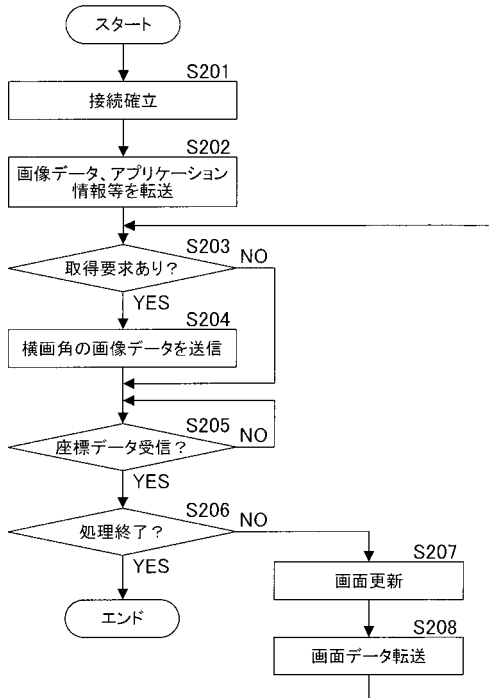 スタート
S201
接続確立
S202
画像データ、アプリケーション
情報等を転送
S203
取得要求あり?
NO
YES
S204
横画角の画像データを送信
S205
座標データ受信?
NO
YES
S206
処理終了?
NO
YES
S207
画面更新
エンド
S208
画面データ転送